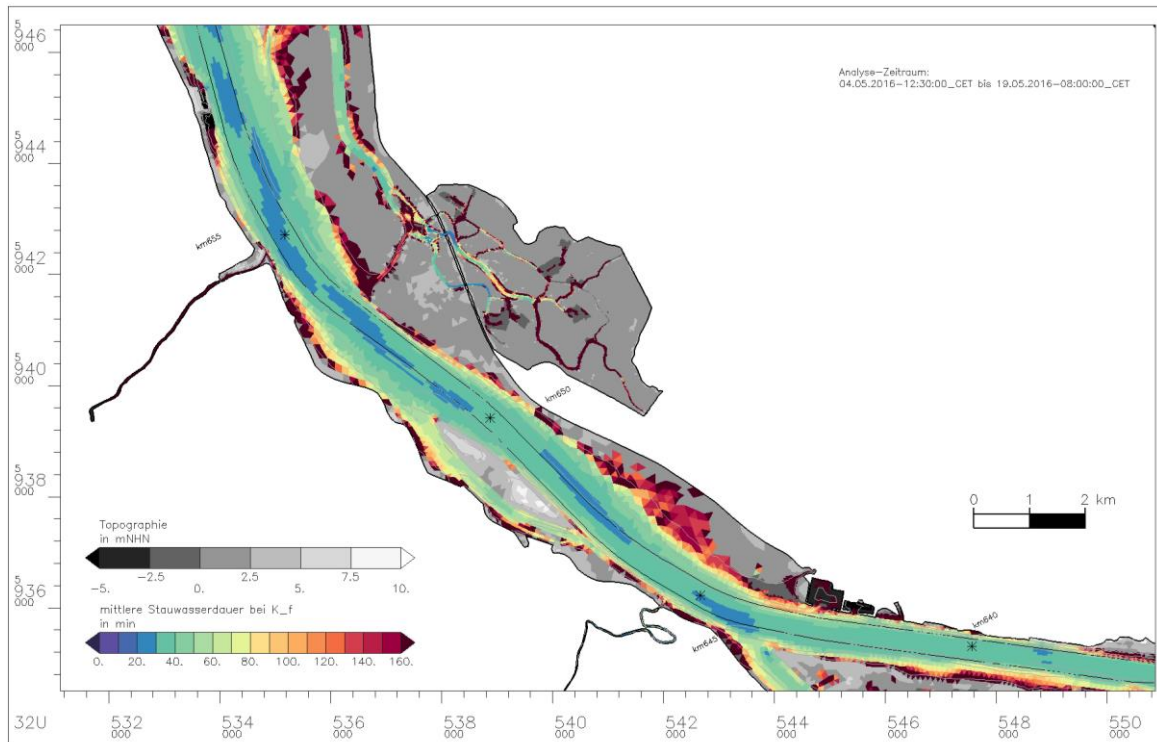 5
946
000
Analyse-Zeitraum:
04.05.2016-12:30:00_CET bis 19.05.2016-08:00:00_CET
5
944
000
km655
5
942
000
5
940
000
km650
5
938
000
0 1 2 km
Topographie
in mNHN
-5. -2.5 0. 2.5 5. 7.5 10.
5
936
000
mittlere Stauwasserdauer bei K_f
in min
km640
km645
0. 20. 40. 60. 80. 100. 120. 140. 160.
32U
532 534 536 538 540 542 544 546 548 550
000 000 000 000 000 000 000 000 000 000